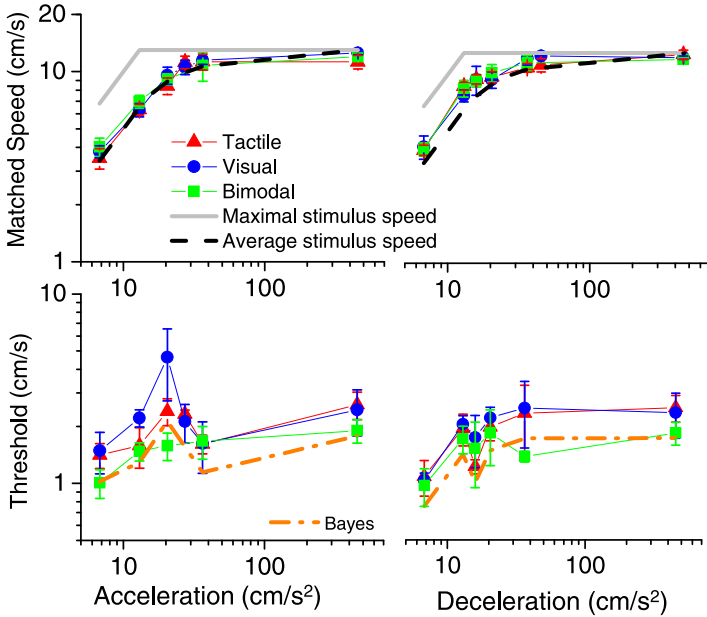 Matched Speed (cm/s)
20
10
1
10
100
10
100
Tactile
Visual
Bimodal
Maximal stimulus speed
Average stimulus speed
Threshold (cm/s)
10
1
10
100
10
100
Bayes
Acceleration (cm/s²)
Deceleration (cm/s²)